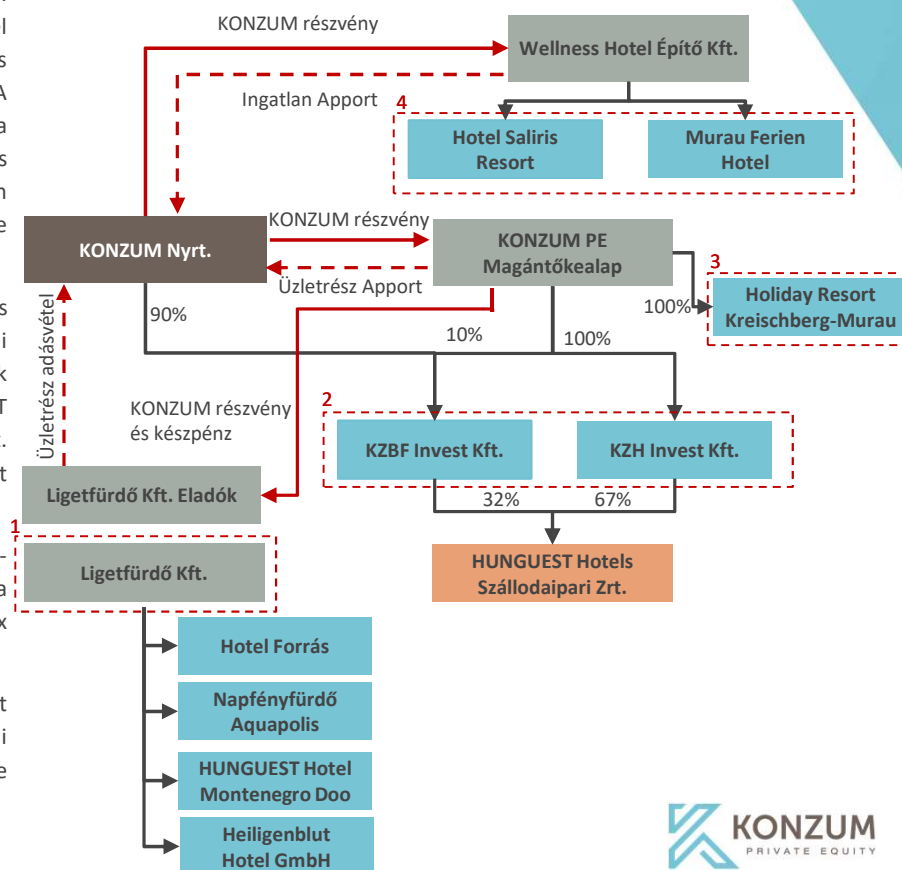 KONZUM részvény
Wellness Hotel Építő Kft.
Ingatlan Apport
4
Hotel Saliris
Resort
Murau Ferien
Hotel
KONZUM Nyrt.
KONZUM részvény
KONZUM PE
Magántőkealap
Üzletrész Apport
3
100%
Holiday Resort
Kreischberg-Murau
90%
10%
100%
Üzletrész adásvétel
KONZUM részvény
és készpénz
2
KZBF Invest Kft.
KZH Invest Kft.
Ligetfürdő Kft. Eladók
32%
67%
1
Ligetfürdő Kft.
HUNGUEST Hotels
Szállodaipari Zrt.
Hotel Forrás
Napfényfürdő
Aquapolis
HUNGUEST Hotel
Montenegro Doo
Heiligenblut
Hotel GmbH
KONZUM
PRIVATE EQUITY